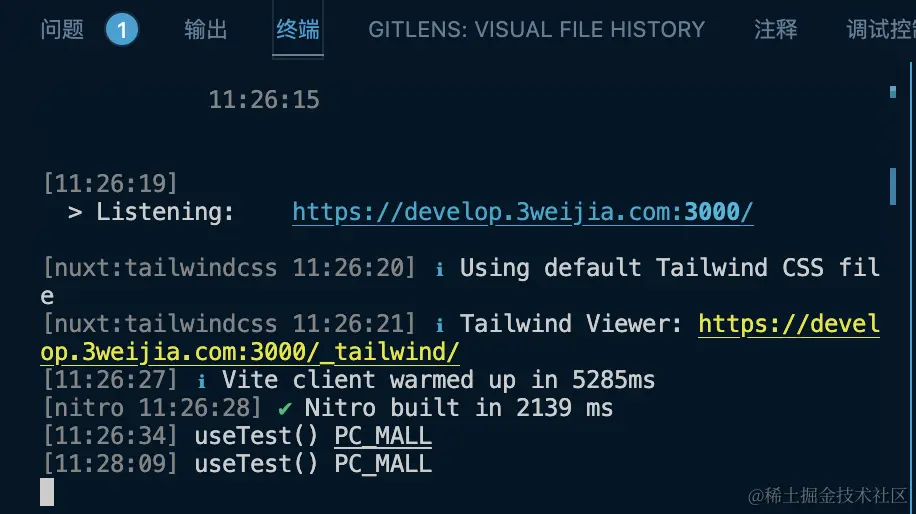 问题 1 输出 终端 GITLENS: VISUAL FILE HISTORY 注释 调试控制
11:26:15
[11:26:19]
> Listening: https://develop.3weijia.com:3000/
[nuxt:tailwindcss 11:26:20] ℹ Using default Tailwind CSS fil
e
[nuxt:tailwindcss 11:26:21] ℹ Tailwind Viewer: https://devel
op.3weijia.com:3000/_tailwind/
[11:26:27] ℹ Vite client warmed up in 5285ms
[nitro 11:26:28] ✔ Nitro built in 2139 ms
[11:26:34] useTest() PC_MALL
[11:28:09] useTest() PC_MALL
@稀土掘金技术社区